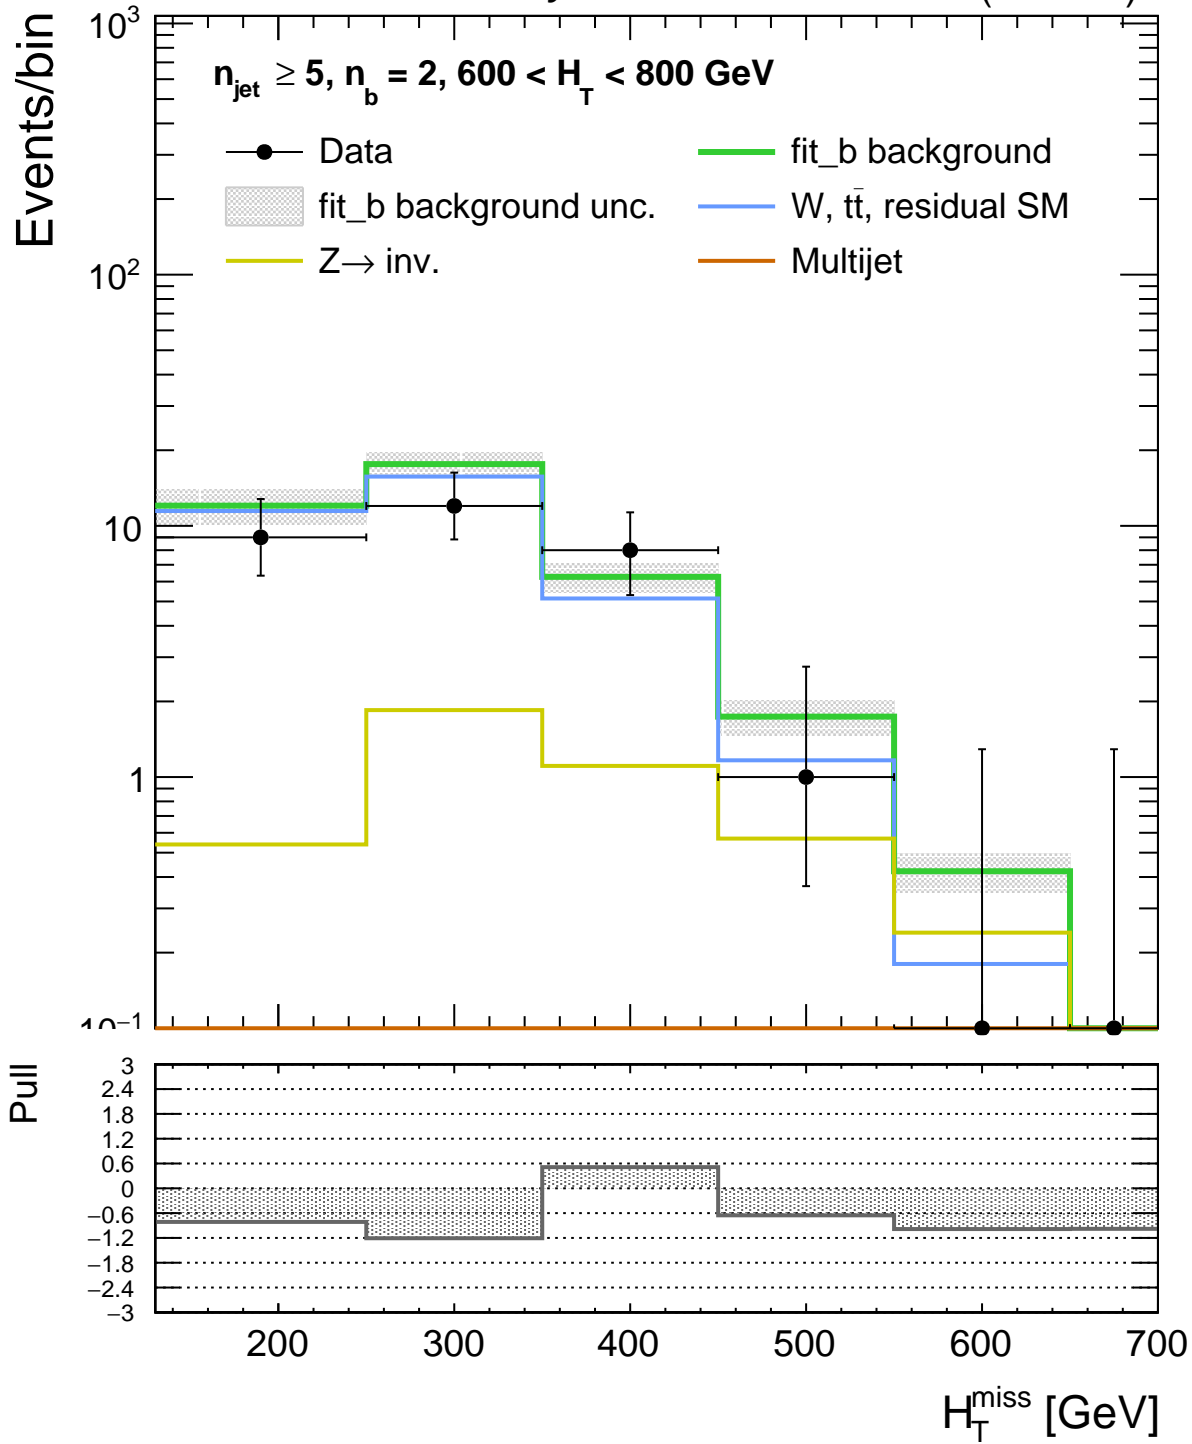 Events/bin
10³
n_jet ≥ 5, n_b = 2, 600 < H_T < 800 GeV
Data
fit_b background
fit_b background unc.
W, tt̄, residual SM
Z→ inv.
Multijet
10²
10
1
10⁻¹
Pull
3
2.4
1.8
1.2
0.6
0
−0.6
−1.2
−1.8
−2.4
−3
200 300 400 500 600 700
H_T^miss [GeV]